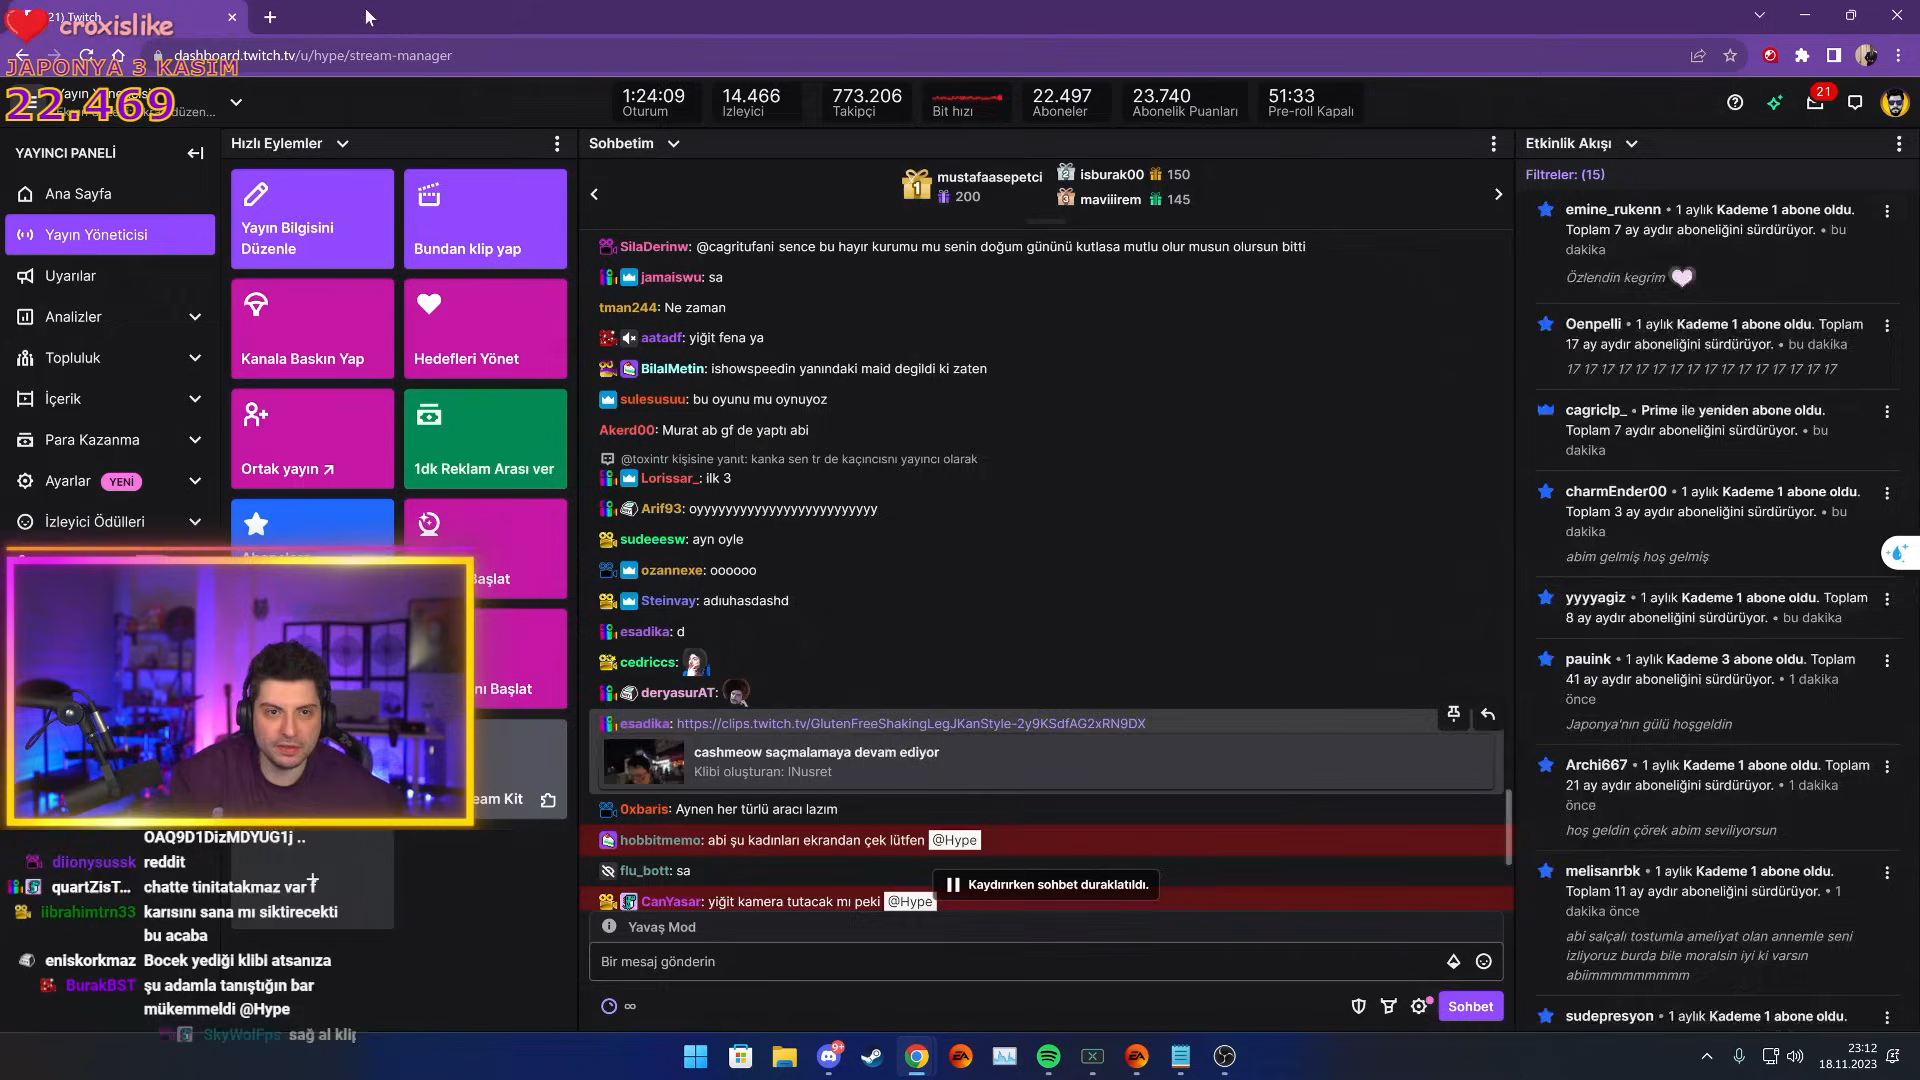 21) Twitch
croxislike
dashboard.twitch.tv/u/hype/stream-manager
JAPONYA 3 KASIM
22.469
1:24:09
Oturum
14.466
İzleyici
773.206
Takipçi
Bit hızı
22.497
Aboneler
23.740
Abonelik Puanları
51:33
Pre-roll Kapalı
21
YAYINCI PANELİ
Ana Sayfa
Yayın Yöneticisi
Uyarılar
Analizler
Topluluk
İçerik
Para Kazanma
Ayarlar YENİ
İzleyici Ödülleri
Hızlı Eylemler
Yayın Bilgisini
Düzenle
Bundan klip yap
Kanala Baskın Yap
Hedefleri Yönet
Ortak yayın
1dk Reklam Arası ver
Başlat
Başlat
Kit
OAQ9D1DizMDYUG1j ..
diionysussk reddit
quartZisT... chatte tinitatakmaz var f
iibrahimtrn33 karısını sana mı siktirecekti
bu acaba
eniskorkmaz Bocek yediği klibi atsanıza
BurakBST şu adamla tanıştığın bar
mükemmeldi @Hype
SkyWolFps sağ al klip
Sohbetim
1 mustafaasepetci
200
2 isburak00 150
3 maviiirem 145
SilaDerinw: @cagritufani sence bu hayır kurumu mu senin doğum gününü kutlasa mutlu olur musun olursun bitti
jamaiswu: sa
tman244: Ne zaman
aatadf: yiğit fena ya
BilalMetin: ishowspeedin yanındaki maid degildi ki zaten
sulesusuu: bu oyunu mu oynuyoz
Akerd00: Murat ab gf de yaptı abi
@toxintr kişisine yanıt: kanka sen tr de kaçıncısnı yayıncı olarak
Lorissar_: ilk 3
Arif93: oyyyyyyyyyyyyyyyyyyyyyyyyy
sudeeesw: ayn oyle
ozannexe: oooooo
Steinvay: adıuhasdashd
esadika: d
cedriccs:
deryasurAT:
esadika: https://clips.twitch.tv/GlutenFreeShakingLegJKanStyle-2y9KSdfAG2xRN9DX
cashmeow saçmalamaya devam ediyor
Klibi oluşturan: INusret
0xbaris: Aynen her türlü aracı lazım
hobbitmemo: abi şu kadınları ekrandan çek lütfen @Hype
flu_bott: sa
Kaydırırken sohbet duraklatıldı.
CanYasar: yiğit kamera tutacak mı peki @Hype
Yavaş Mod
Bir mesaj gönderin
∞
Sohbet
Etkinlik Akışı
Filtreler: (15)
emine_rukenn • 1 aylık Kademe 1 abone oldu.
Toplam 7 ay aydır aboneliğini sürdürüyor. • bu
dakika
Özlendin kegrim
Oenpelli • 1 aylık Kademe 1 abone oldu. Toplam
17 ay aydır aboneliğini sürdürüyor. • bu dakika
17 17 17 17 17 17 17 17 17 17 17 17 17 17 17 17
cagriclp_ • Prime ile yeniden abone oldu.
Toplam 7 aydır aboneliğini sürdürüyor. • bu
dakika
charmEnder00 • 1 aylık Kademe 1 abone oldu.
Toplam 3 ay aydır aboneliğini sürdürüyor. • bu
dakika
abim gelmiş hoş gelmiş
yyyyagiz • 1 aylık Kademe 1 abone oldu. Toplam
8 ay aydır aboneliğini sürdürüyor. • bu dakika
pauink • 1 aylık Kademe 3 abone oldu. Toplam
41 ay aydır aboneliğini sürdürüyor. • 1 dakika
önce
Japonya'nın gülü hoşgeldin
Archi667 • 1 aylık Kademe 1 abone oldu. Toplam
21 ay aydır aboneliğini sürdürüyor. • 1 dakika
önce
hoş geldin çörek abim seviliyorsun
melisanrbk • 1 aylık Kademe 1 abone oldu.
Toplam 11 ay aydır aboneliğini sürdürüyor. • 1
dakika önce
abi salçalı tostumla ameliyat olan annemle seni
izliyoruz burda bile moralsin iyi ki varsın
abiimmmmmmmmm
sudepresyon • 1 aylık Kademe 1 abone oldu.
9+
23:12
18.11.2023